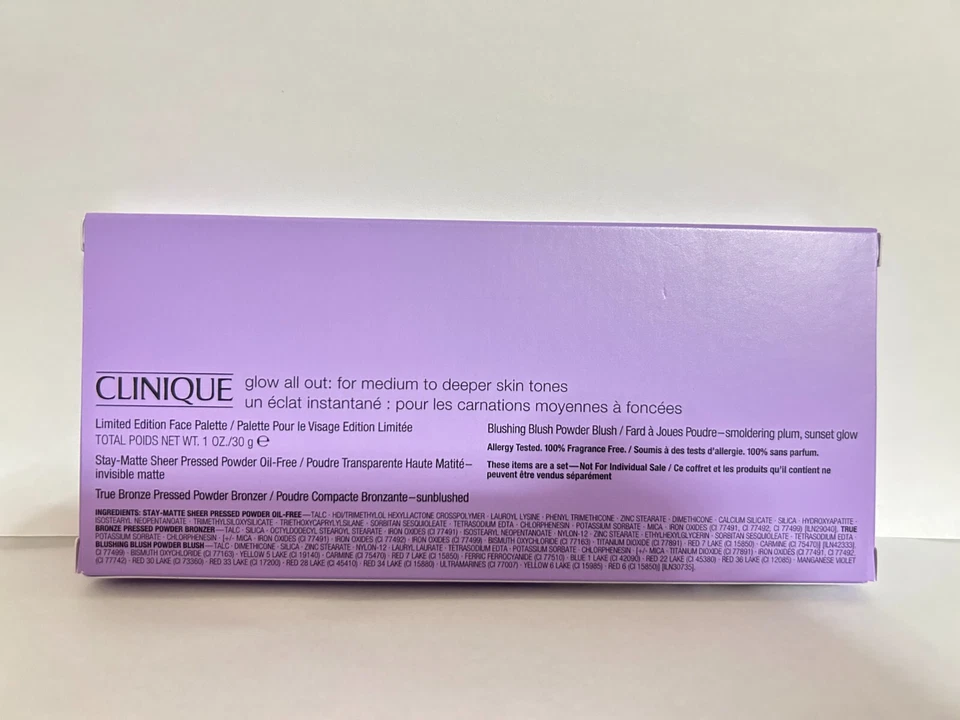 CLINIQUE
glow all out: for medium to deeper skin tones
un éclat instantané : pour les carnations moyennes à foncées
Limited Edition Face Palette / Palette Pour le Visage Edition Limitée
TOTAL POIDS NET WT. 1 OZ./30 g ℮
Stay-Matte Sheer Pressed Powder Oil-Free / Poudre Transparente Haute Matité–
invisible matte
True Bronze Pressed Powder Bronzer / Poudre Compacte Bronzante–sunblushed
Blushing Blush Powder Blush / Fard à Joues Poudre–smoldering plum, sunset glow
Allergy Tested. 100% Fragrance Free. / Soumis à des tests d'allergie. 100% sans parfum.
These items are a set—Not For Individual Sale / Ce coffret et les produits qu'il contient ne
peuvent être vendus séparément
INGREDIENTS: STAY-MATTE SHEER PRESSED POWDER OIL-FREE—TALC · HDI/TRIMETHYLOL HEXYLLACTONE CROSSPOLYMER · LAUROYL LYSINE · PHENYL TRIMETHICONE · ZINC STEARATE · DIMETHICONE · CALCIUM SILICATE · SILICA · HYDROXYAPATITE ·
ISOSTEARYL NEOPENTANOATE · TRIMETHYLSILOXYSILICATE · TRIETHOXYCAPRYLYLSILANE · SORBITAN SESQUIOLEATE · TETRASODIUM EDTA · CHLORPHENESIN · POTASSIUM SORBATE · MICA · IRON OXIDES (CI 77491, CI 77492, CI 77499) [ILN29040]. TRUE
BRONZE PRESSED POWDER BRONZER—TALC · SILICA · OCTYLDODECYL STEAROYL STEARATE · IRON OXIDES (CI 77491) · ISOSTEARYL NEOPENTANOATE · NYLON-12 · ZINC STEARATE · ETHYLHEXYLGLYCERIN · SORBITAN SESQUIOLEATE · TETRASODIUM EDTA ·
POTASSIUM SORBATE · CHLORPHENESIN · [+/- MICA · IRON OXIDES (CI 77491) · IRON OXIDES (CI 77492) · IRON OXIDES (CI 77499) · BISMUTH OXYCHLORIDE (CI 77163) · TITANIUM DIOXIDE (CI 77891) · RED 7 LAKE (CI 15850) · CARMINE (CI 75470)] [ILN42333].
BLUSHING BLUSH POWDER BLUSH—TALC · DIMETHICONE · SILICA · ZINC STEARATE · NYLON-12 · LAURYL LAURATE · TETRASODIUM EDTA · POTASSIUM SORBATE · CHLORPHENESIN · [+/- MICA · TITANIUM DIOXIDE (CI 77891) · IRON OXIDES (CI 77491, CI 77492,
CI 77499) · BISMUTH OXYCHLORIDE (CI 77163) · YELLOW 5 LAKE (CI 19140) · CARMINE (CI 75470) · RED 7 LAKE (CI 15850) · FERRIC FERROCYANIDE (CI 77510) · BLUE 1 LAKE (CI 42090) · RED 22 LAKE (CI 45380) · RED 36 LAKE (CI 12085) · MANGANESE VIOLET
(CI 77742) · RED 30 LAKE (CI 73360) · RED 33 LAKE (CI 17200) · RED 28 LAKE (CI 45410) · RED 34 LAKE (CI 15880) · ULTRAMARINES (CI 77007) · YELLOW 6 LAKE (CI 15985) · RED 6 (CI 15850)] [ILN30735].